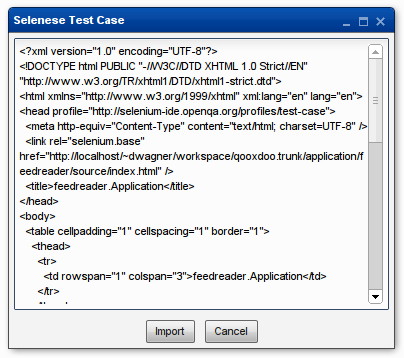 Selenese Test Case
<?xml version="1.0" encoding="UTF-8"?>
<!DOCTYPE html PUBLIC "-//W3C//DTD XHTML 1.0 Strict//EN"
"http://www.w3.org/TR/xhtml1/DTD/xhtml1-strict.dtd">
<html xmlns="http://www.w3.org/1999/xhtml" xml:lang="en" lang="en">
<head profile="http://selenium-ide.openqa.org/profiles/test-case">
<meta http-equiv="Content-Type" content="text/html; charset=UTF-8" />
<link rel="selenium.base"
href="http://localhost/~dwagner/workspace/qooxdoo.trunk/application/f
eedreader/source/index.html" />
<title>feedreader.Application</title>
</head>
<body>
<table cellpadding="1" cellspacing="1" border="1">
<thead>
<tr>
<td rowspan="1" colspan="3">feedreader.Application</td>
</tr>
Import Cancel